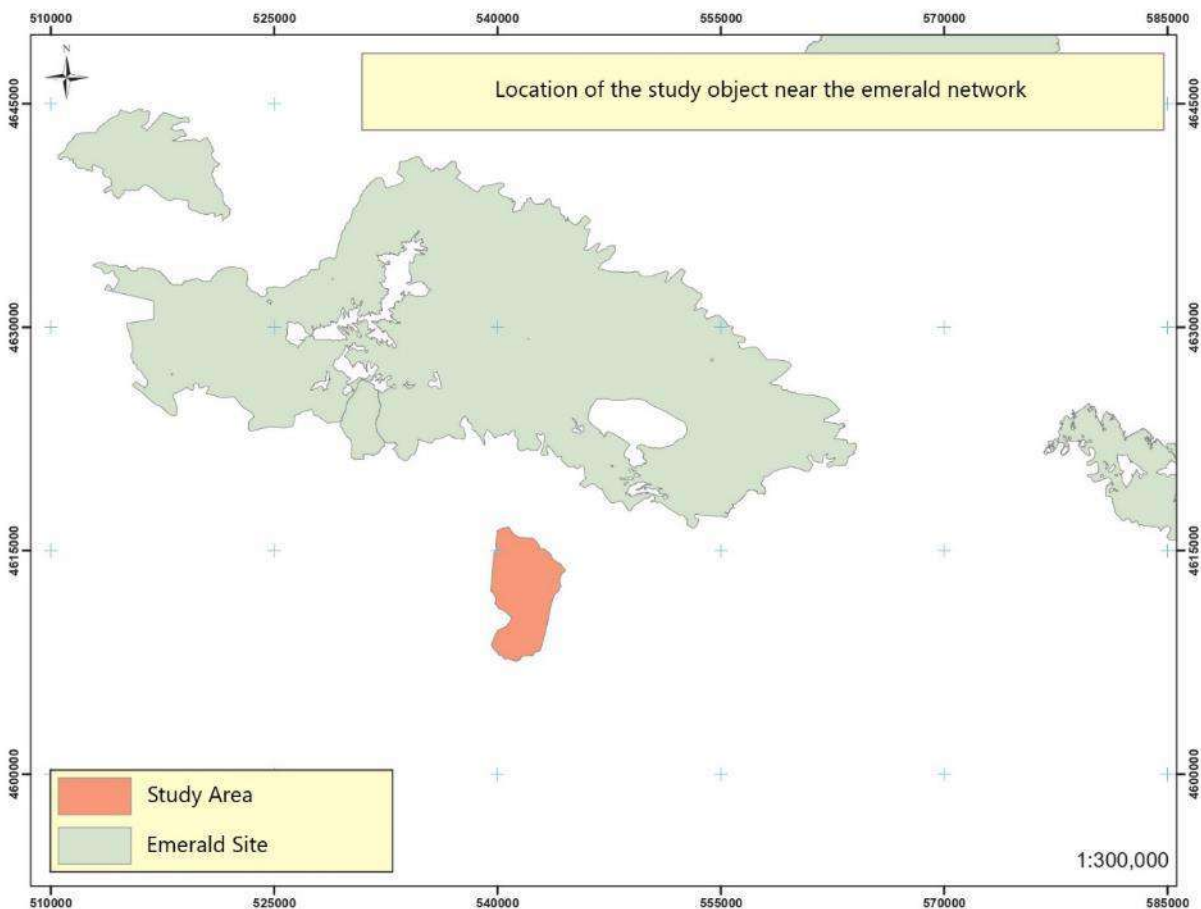 510000 525000 540000 555000 570000 585000
N
Location of the study object near the emerald network
4645000 4645000
4630000 4630000
4615000 4615000
4600000 4600000
Study Area
Emerald Site
1:300,000
510000 525000 540000 555000 570000 585000